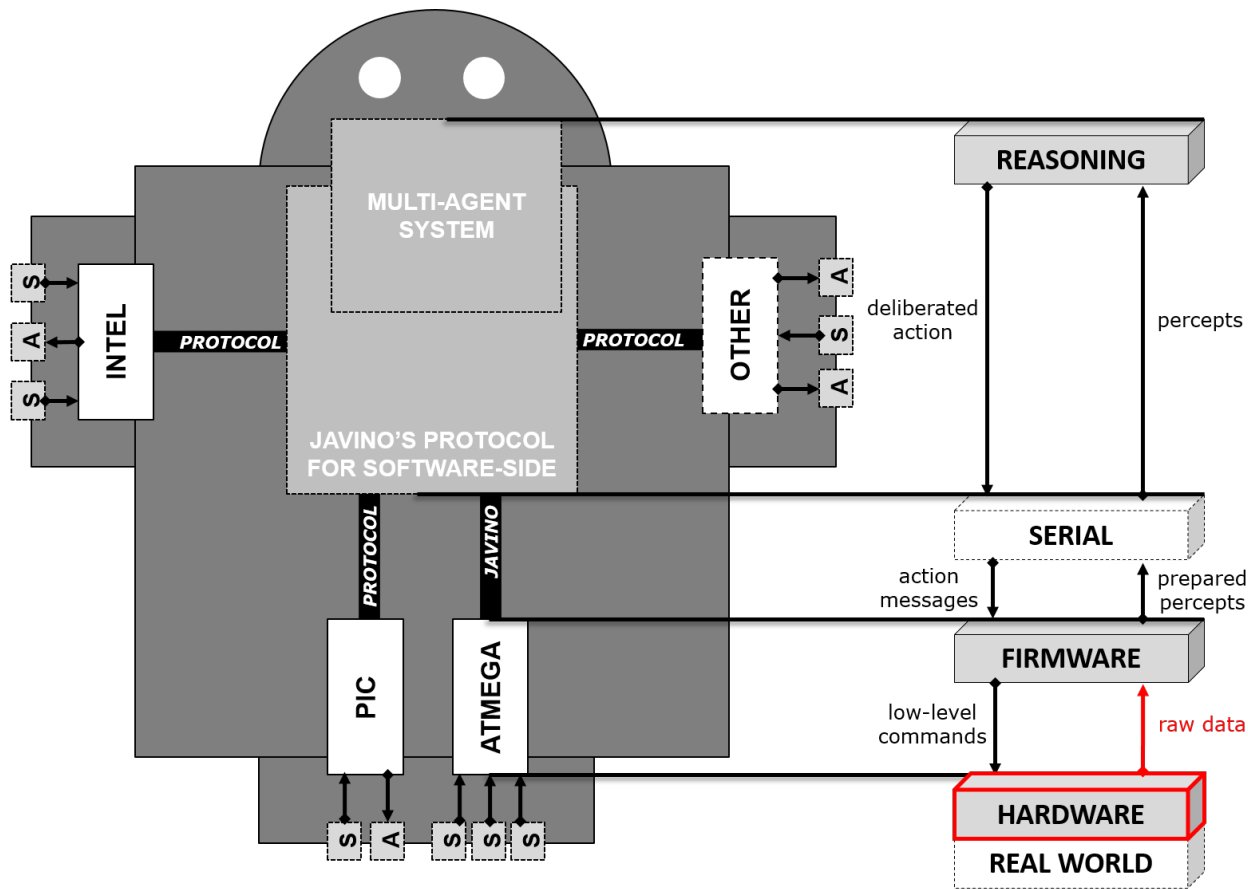 REASONING
MULTI-AGENT
SYSTEM
S
A
S
INTEL
PROTOCOL
PROTOCOL
OTHER
A
S
A
deliberated
action
percepts
JAVINO'S PROTOCOL
FOR SOFTWARE-SIDE
PROTOCOL
JAVINO
SERIAL
action
messages
prepared
percepts
PIC
ATMEGA
FIRMWARE
low-level
commands
raw data
S
A
S
S
S
HARDWARE
REAL WORLD